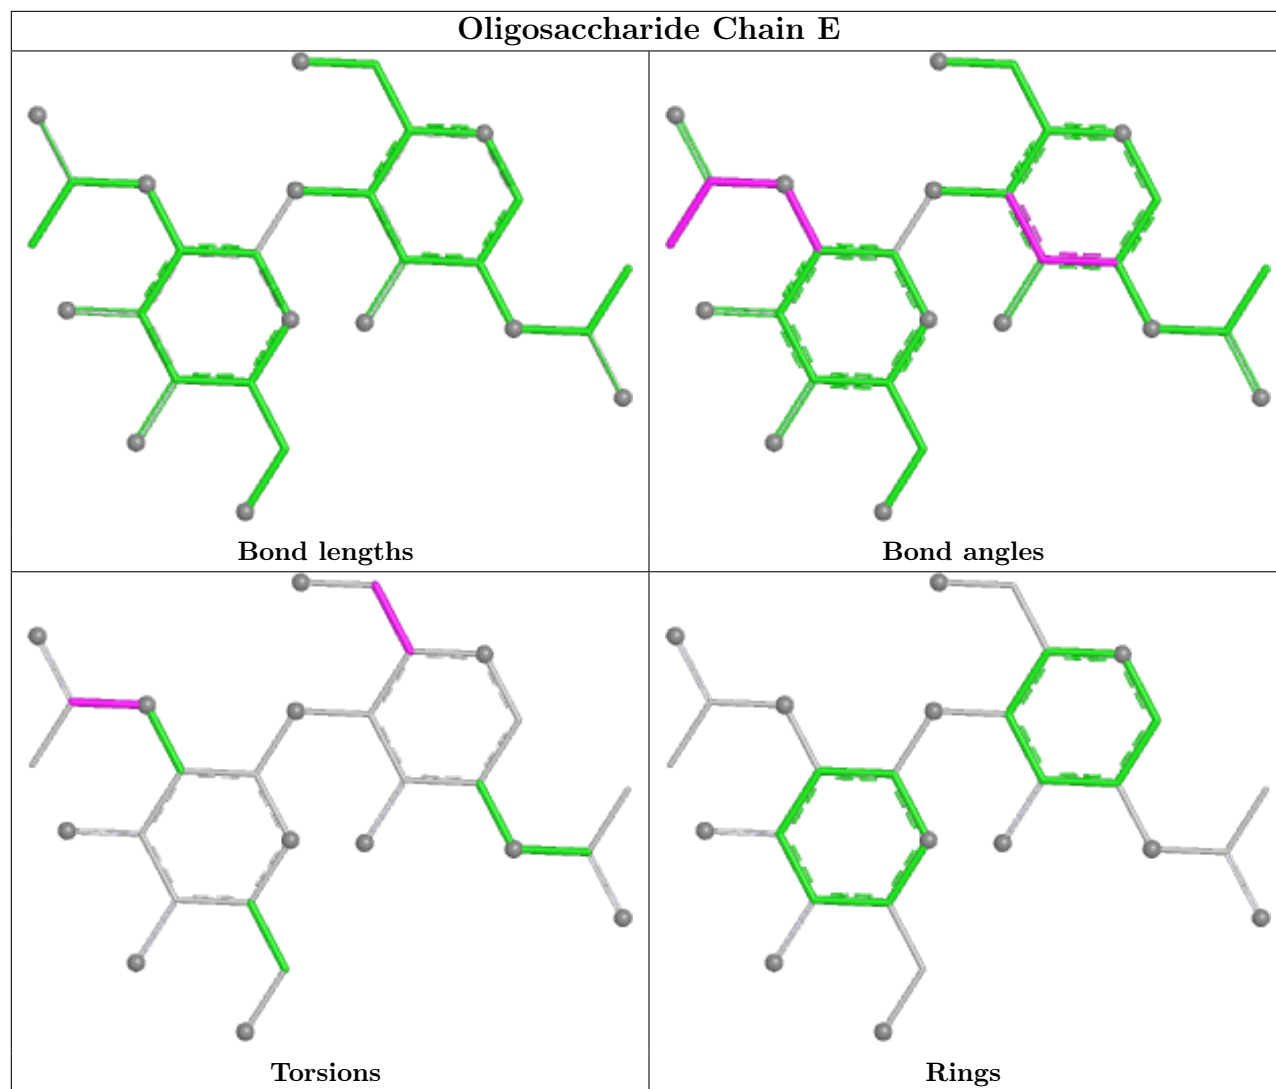 Oligosaccharide Chain E
Bond lengths
Bond angles
Torsions
Rings